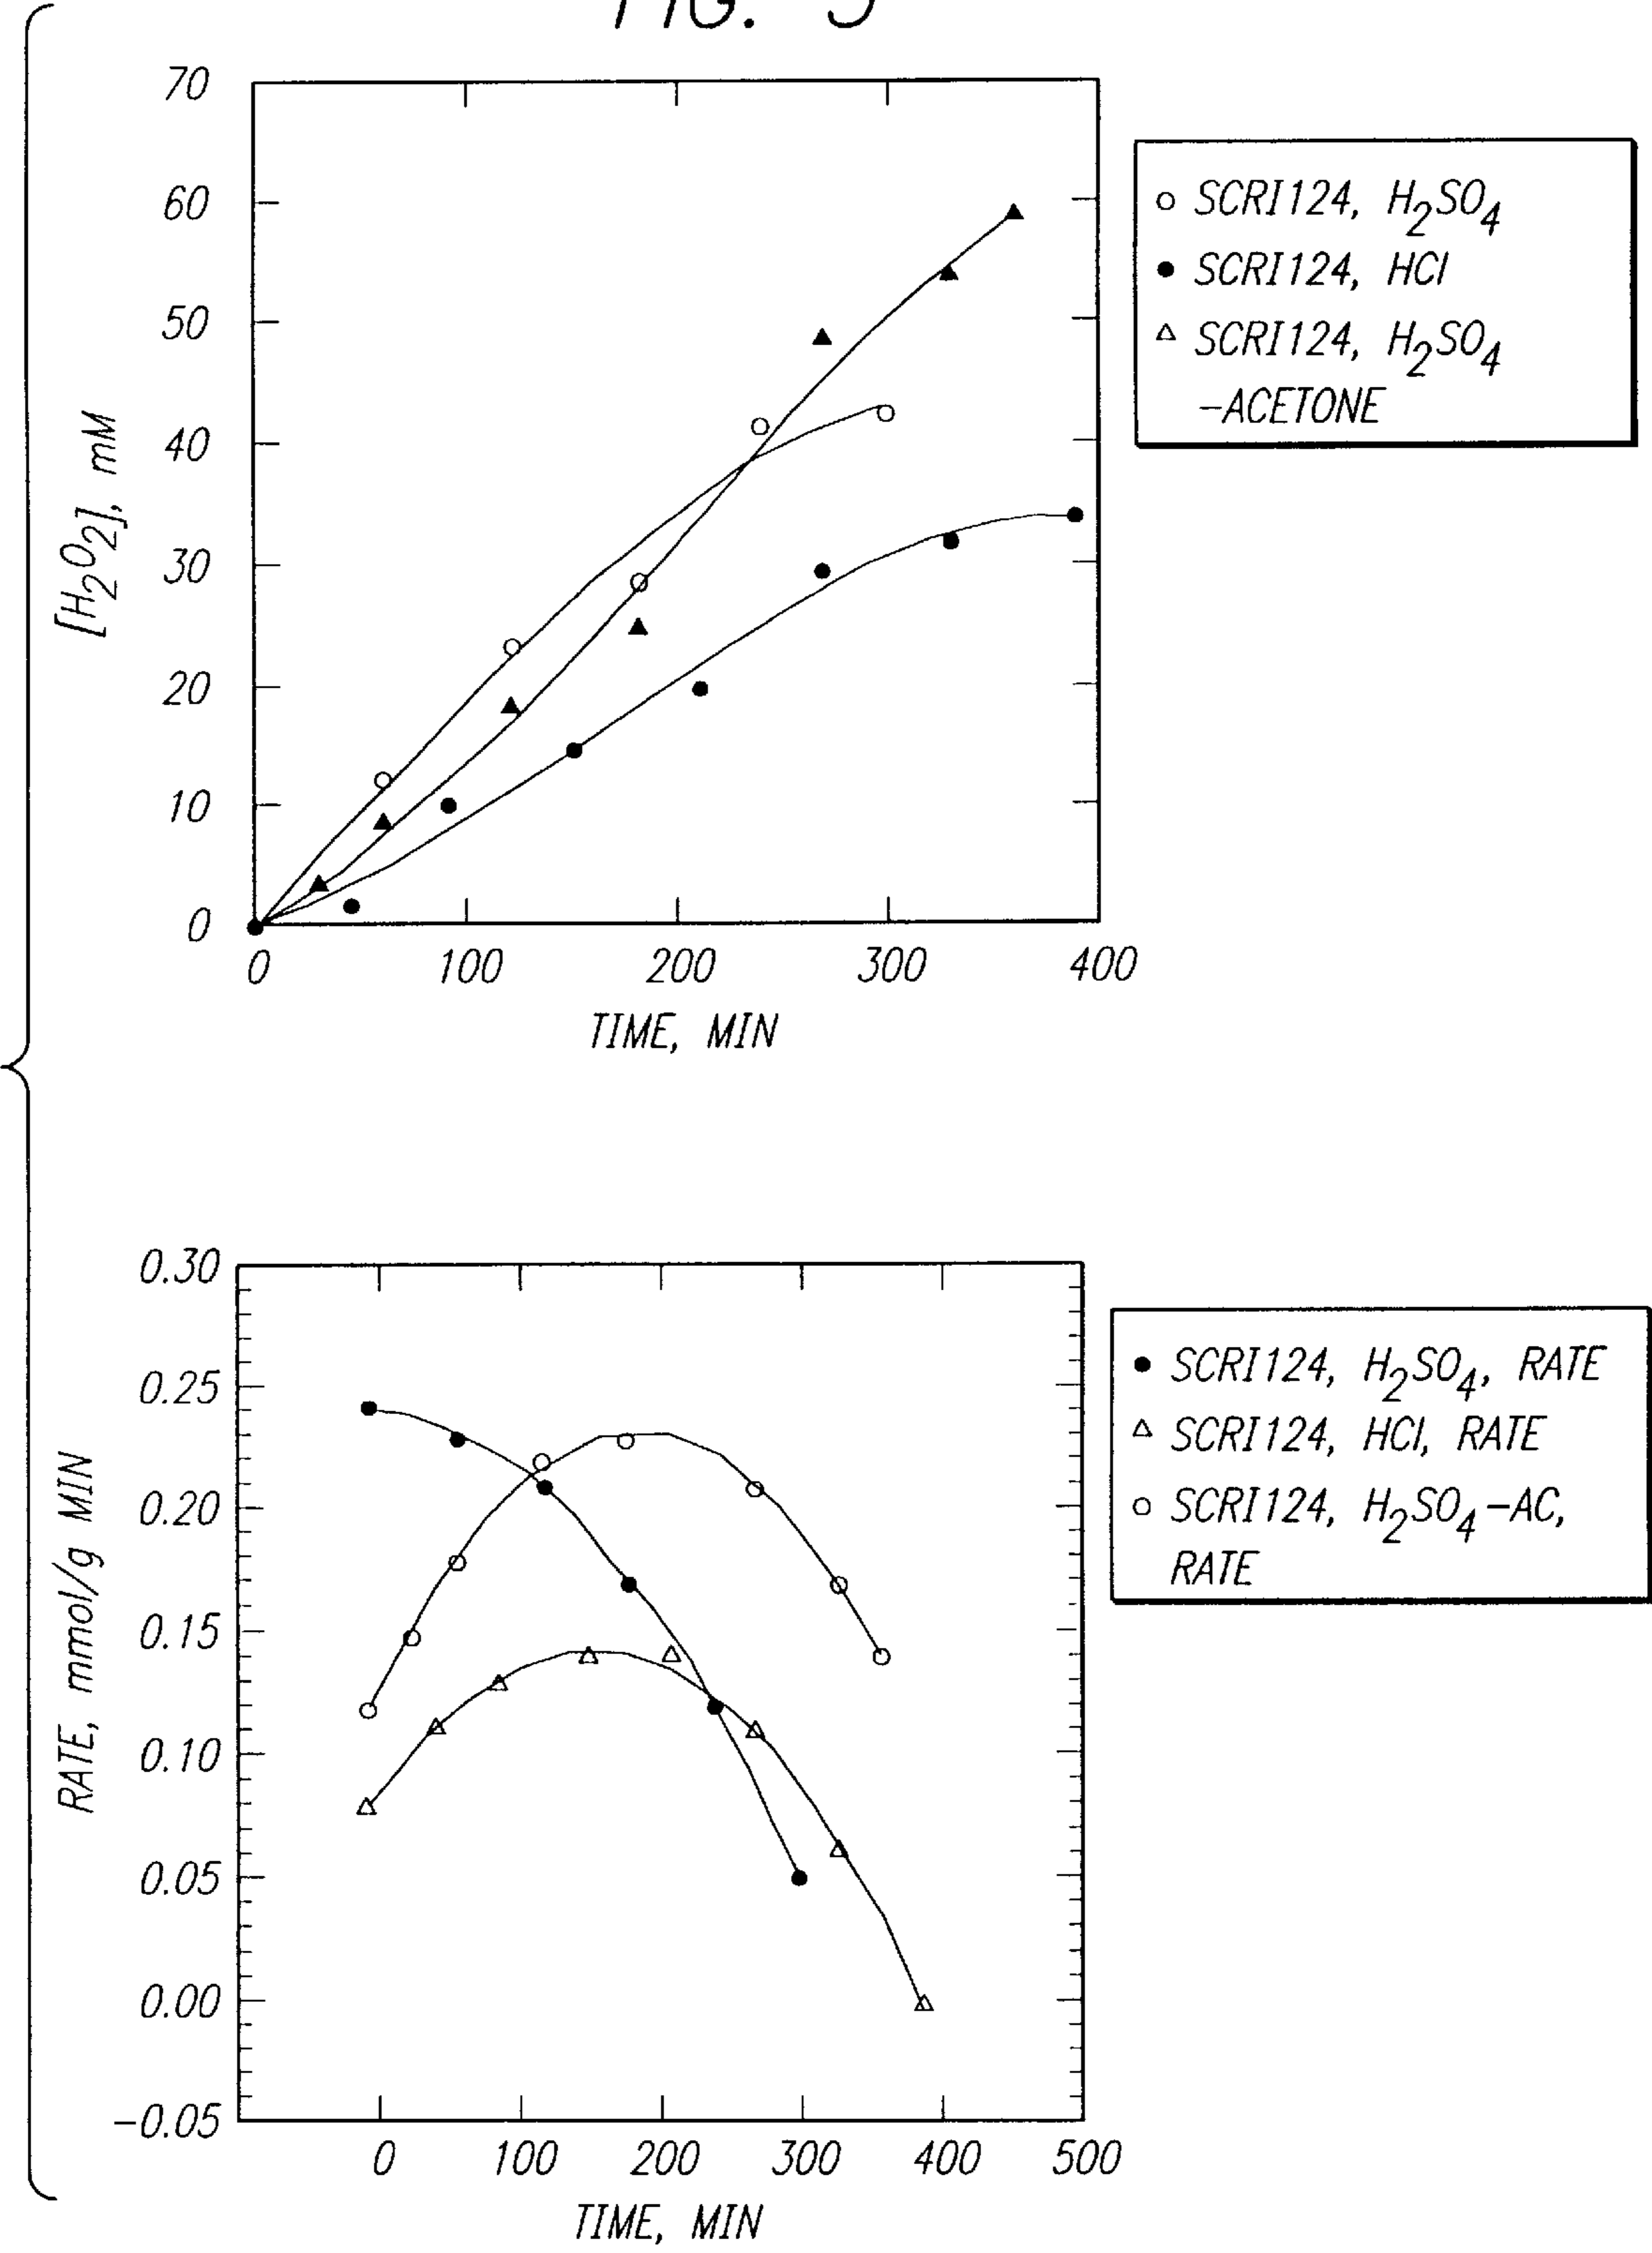 FIG. 5
70
60
50
40
30
20
10
0
[H2O2], mM
0 100 200 300 400
TIME, MIN
SCRI124, H2SO4
SCRI124, HCl
SCRI124, H2SO4
-ACETONE
0.30
0.25
0.20
0.15
0.10
0.05
0.00
-0.05
RATE, mmol/g MIN
0 100 200 300 400 500
TIME, MIN
SCRI124, H2SO4, RATE
SCRI124, HCl, RATE
SCRI124, H2SO4-AC,
RATE